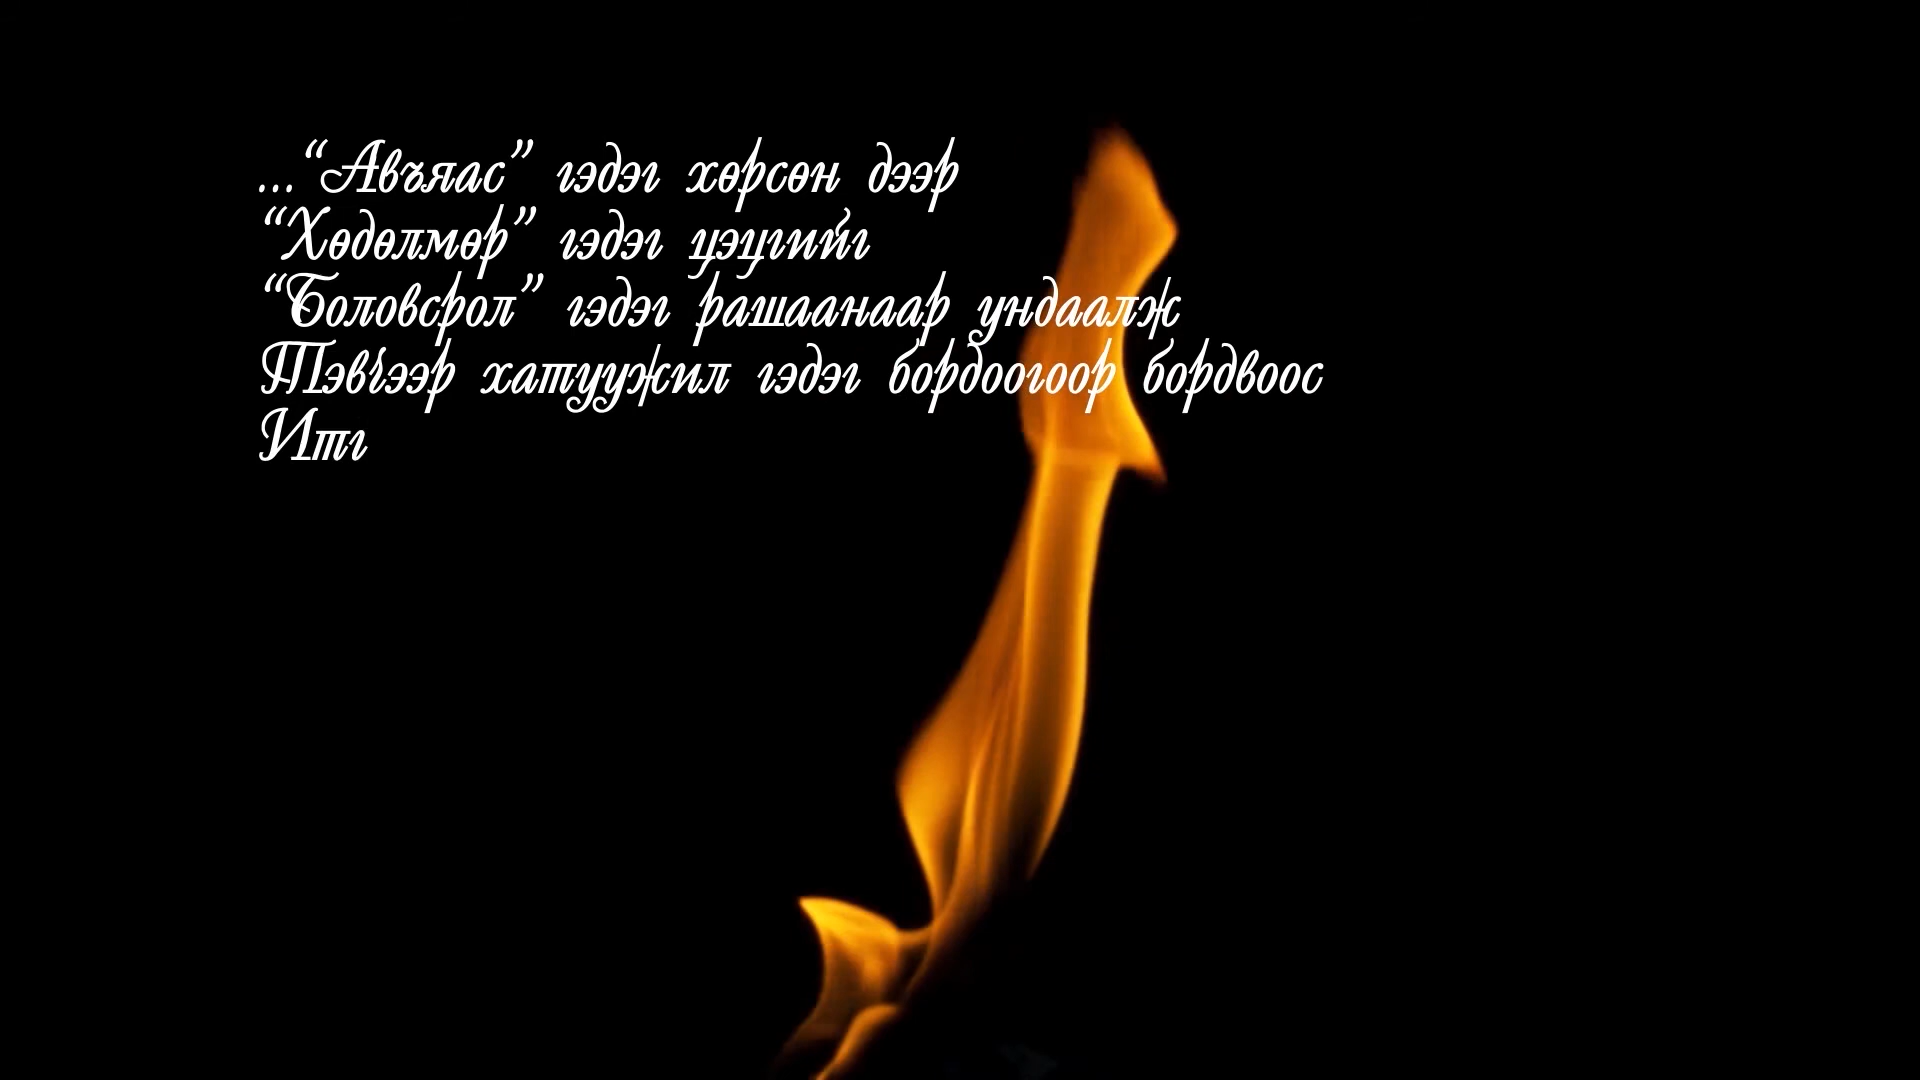 ...“Авъяас” гэдэг хөрсөн дээр
“Хөдөлмөр” гэдэг цэцгийг
“Боловсрол” гэдэг рашаанаар ундаалж
Тэвчээр хатуужил гэдэг бордоогоор бордвоос
Итг